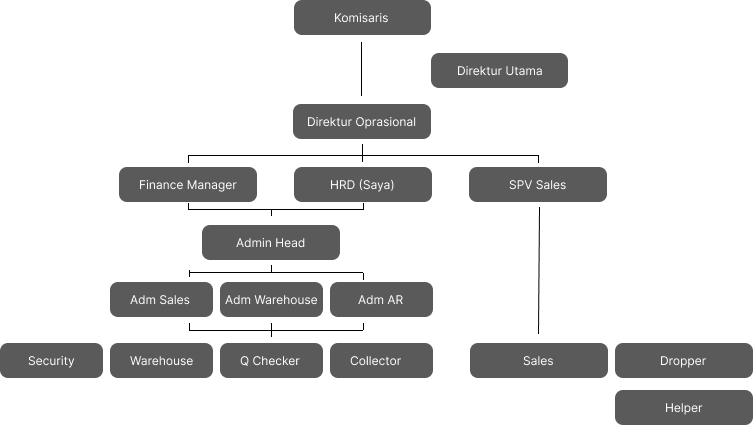 Komisaris
Direktur Utama
Direktur Oprasional
Finance Manager
HRD (Saya)
SPV Sales
Admin Head
Adm Sales
Adm Warehouse
Adm AR
Security
Warehouse
Q Checker
Collector
Sales
Dropper
Helper